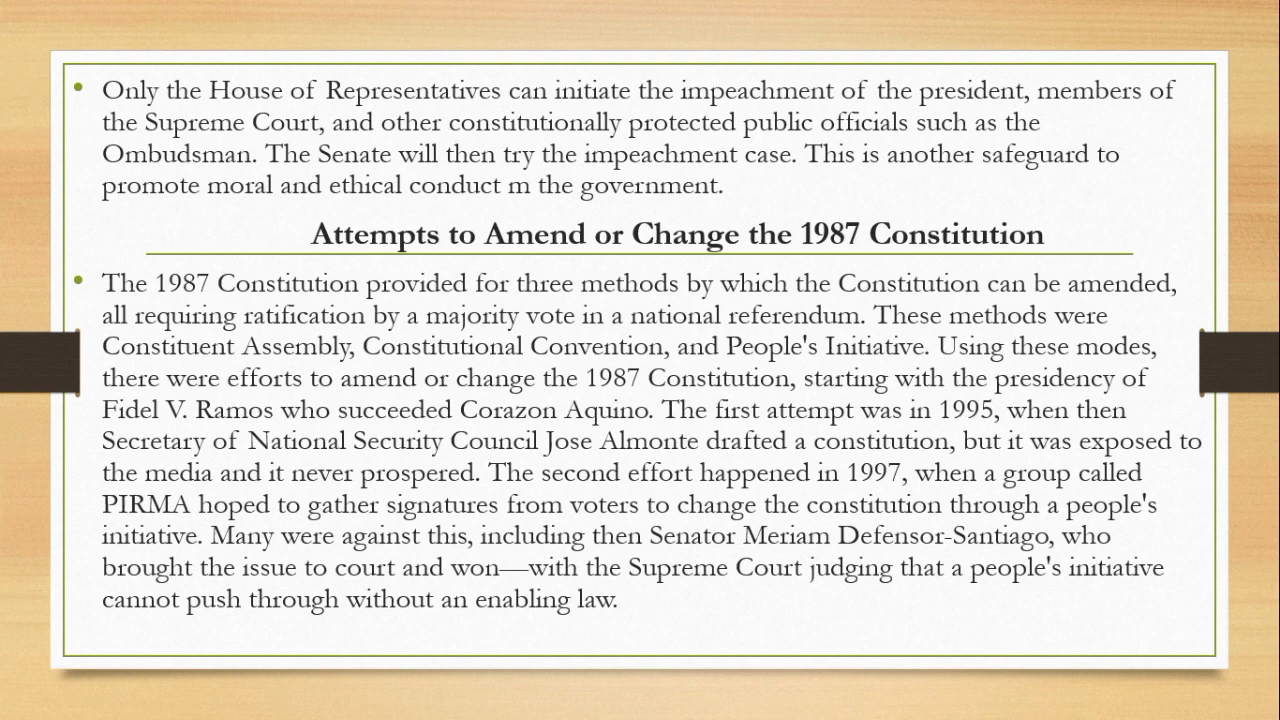 • Only the House of Representatives can initiate the impeachment of the president, members of
the Supreme Court, and other constitutionally protected public officials such as the
Ombudsman. The Senate will then try the impeachment case. This is another safeguard to
promote moral and ethical conduct m the government.
Attempts to Amend or Change the 1987 Constitution
• The 1987 Constitution provided for three methods by which the Constitution can be amended,
all requiring ratification by a majority vote in a national referendum. These methods were
Constituent Assembly, Constitutional Convention, and People's Initiative. Using these modes,
there were efforts to amend or change the 1987 Constitution, starting with the presidency of
Fidel V. Ramos who succeeded Corazon Aquino. The first attempt was in 1995, when then
Secretary of National Security Council Jose Almonte drafted a constitution, but it was exposed to
the media and it never prospered. The second effort happened in 1997, when a group called
PIRMA hoped to gather signatures from voters to change the constitution through a people's
initiative. Many were against this, including then Senator Meriam Defensor-Santiago, who
brought the issue to court and won—with the Supreme Court judging that a people's initiative
cannot push through without an enabling law.